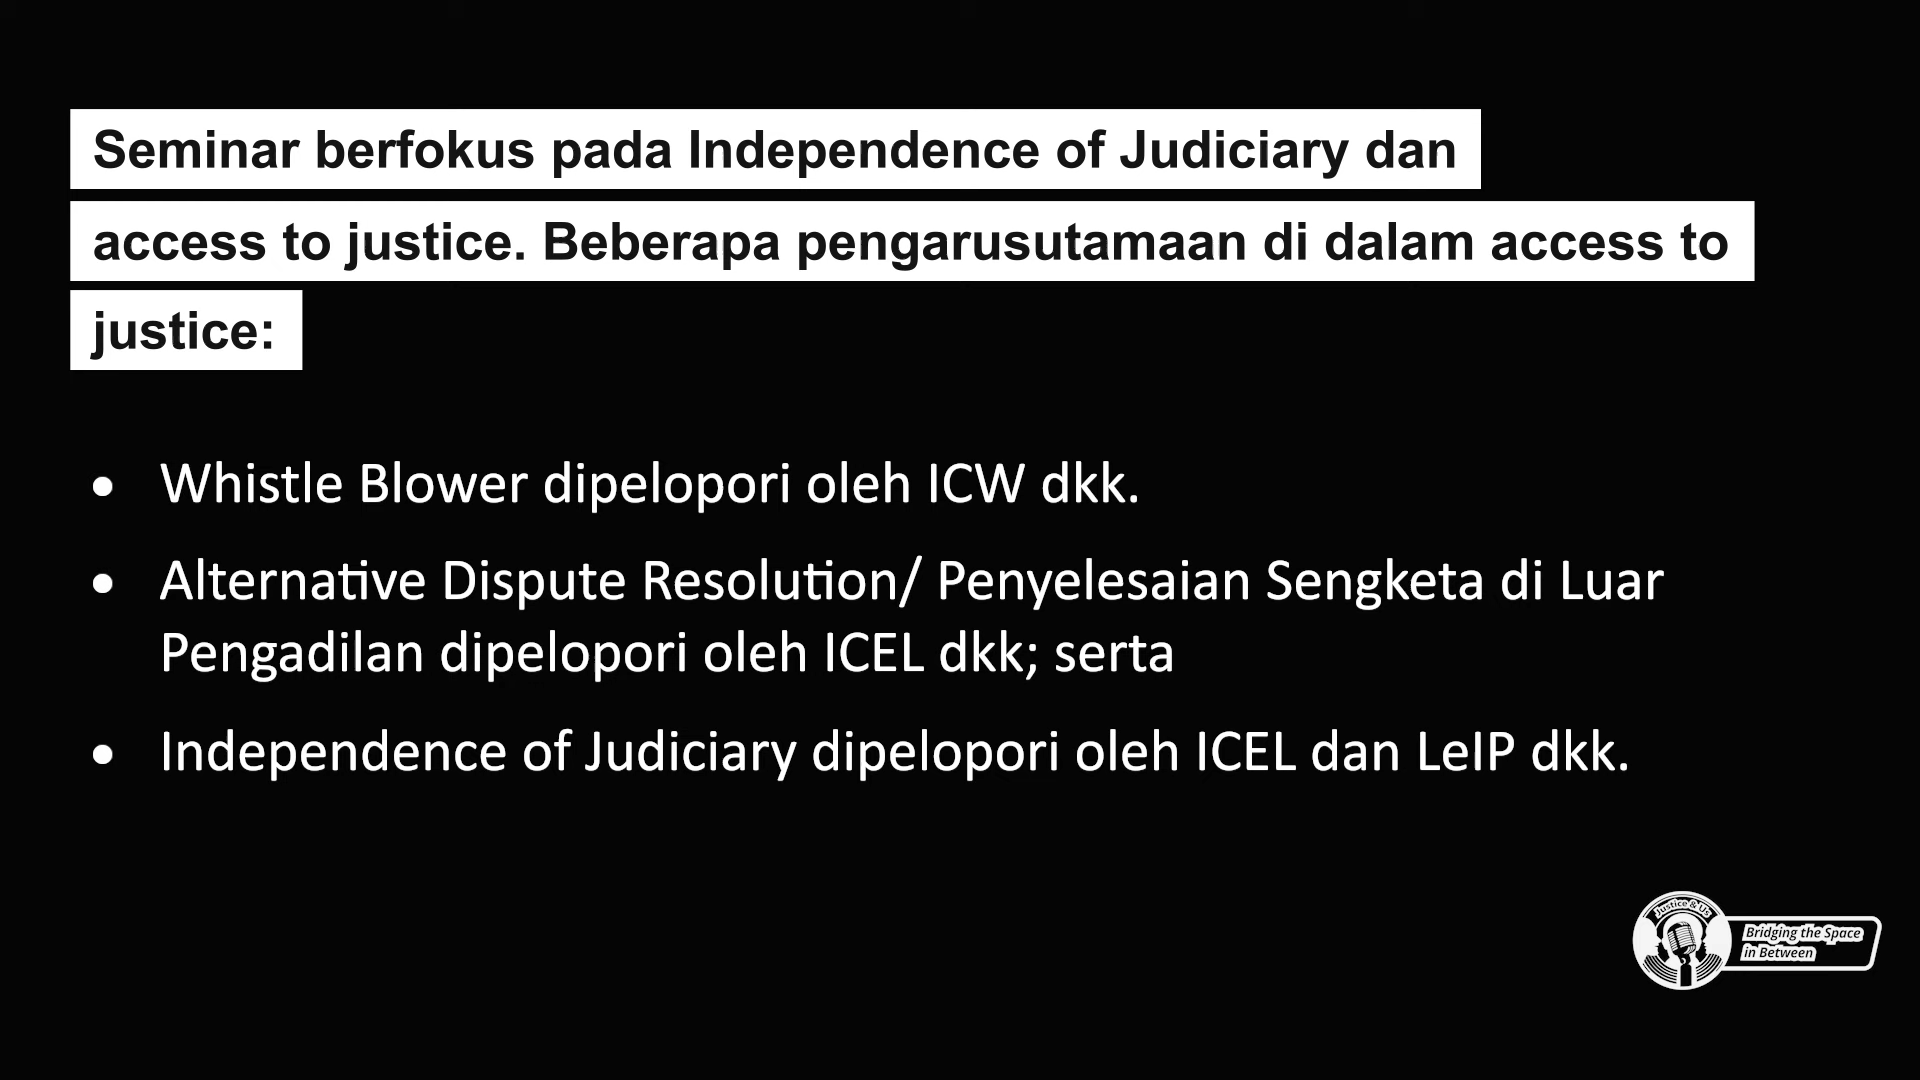 Seminar berfokus pada Independence of Judiciary dan
access to justice. Beberapa pengarusutamaan di dalam access to
justice:
• Whistle Blower dipelopori oleh ICW dkk.
• Alternative Dispute Resolution/ Penyelesaian Sengketa di Luar
Pengadilan dipelopori oleh ICEL dkk; serta
• Independence of Judiciary dipelopori oleh ICEL dan LeIP dkk.
Justice & Us
Bridging the Space
in Between